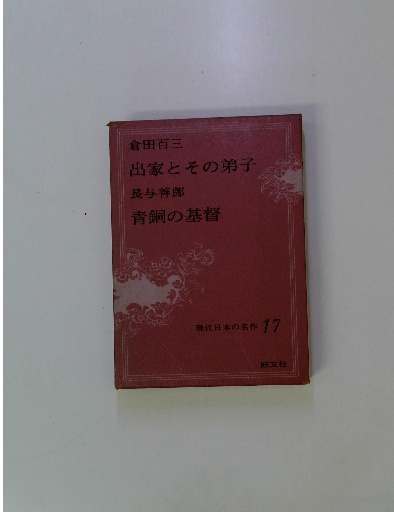 倉田百三
出家とその弟子
長与善郎
青銅の基督
現代日本の名作 17
旺文社